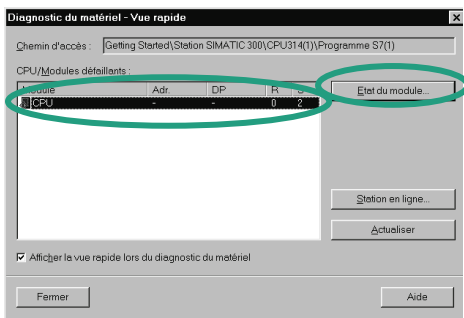 Diagnostic du matériel - Vue rapide
Chemin d'accès : Getting Started\Station SIMATIC 300\CPU314(1)\Programme S7(1)
CPU/Modules défaillants :
Module Adr. DP R S
CPU - - 0 2
Etat du module...
Station en ligne...
Actualiser
Afficher la vue rapide lors du diagnostic du matériel
Fermer Aide